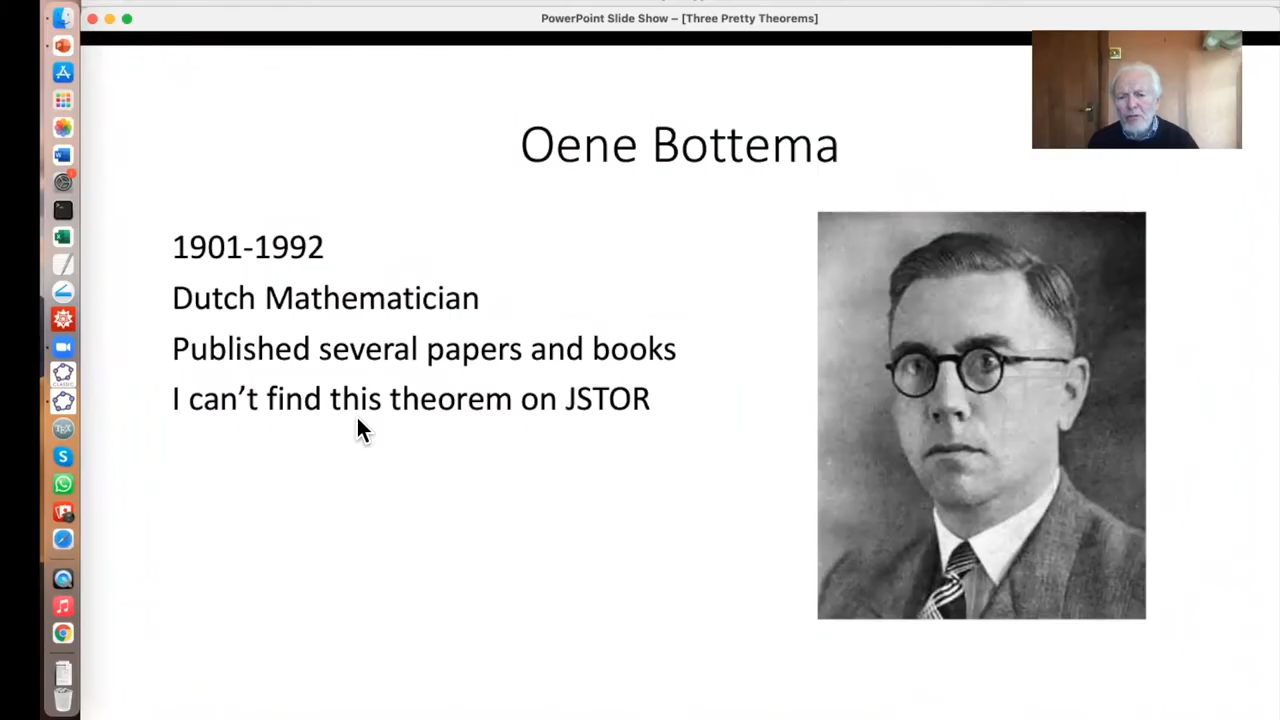 PowerPoint Slide Show – [Three Pretty Theorems]
Oene Bottema
1901-1992
Dutch Mathematician
Published several papers and books
I can’t find this theorem on JSTOR